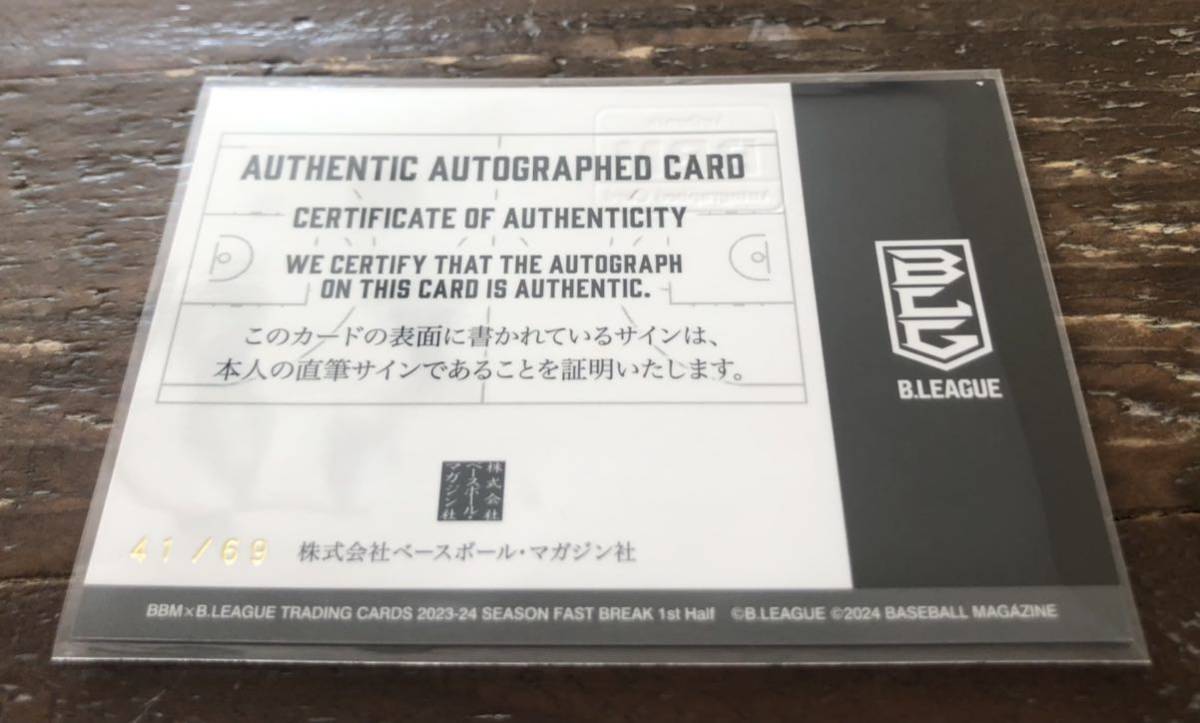 AUTHENTIC AUTOGRAPHED CARD
CERTIFICATE OF AUTHENTICITY
WE CERTIFY THAT THE AUTOGRAPH
ON THIS CARD IS AUTHENTIC.
このカードの表面に書かれているサインは、
本人の直筆サインであることを証明いたします。
B.LEAGUE
株式会社
ベースボール・
マガジン社
41/69 株式会社ベースボール・マガジン社
BBM×B.LEAGUE TRADING CARDS 2023-24 SEASON FAST BREAK 1st Half ©B.LEAGUE ©2024 BASEBALL MAGAZINE